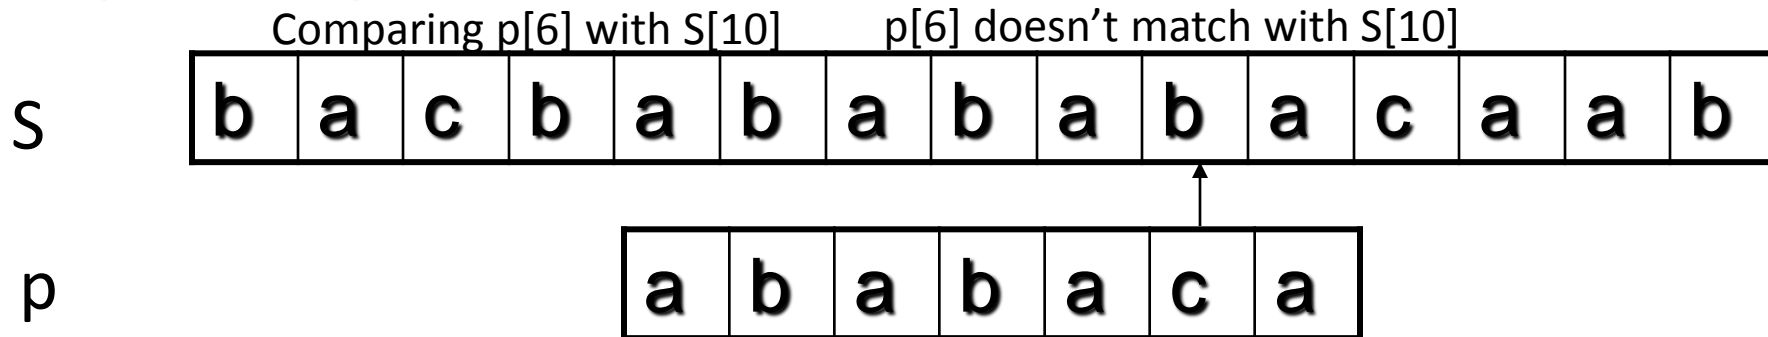 Comparing p[6] with S[10] p[6] doesn’t match with S[10]
S b a c b a b a b a b a c a a b
p a b a b a c a